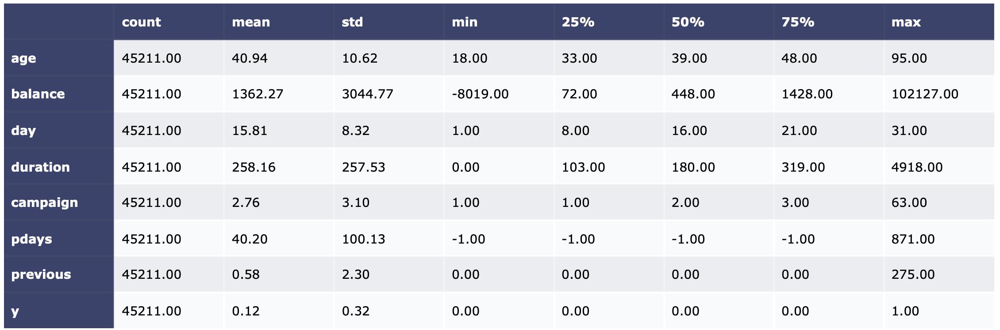 count mean std min 25% 50% 75% max
age 45211.00 40.94 10.62 18.00 33.00 39.00 48.00 95.00
balance 45211.00 1362.27 3044.77 -8019.00 72.00 448.00 1428.00 102127.00
day 45211.00 15.81 8.32 1.00 8.00 16.00 21.00 31.00
duration 45211.00 258.16 257.53 0.00 103.00 180.00 319.00 4918.00
campaign 45211.00 2.76 3.10 1.00 1.00 2.00 3.00 63.00
pdays 45211.00 40.20 100.13 -1.00 -1.00 -1.00 -1.00 871.00
previous 45211.00 0.58 2.30 0.00 0.00 0.00 0.00 275.00
y 45211.00 0.12 0.32 0.00 0.00 0.00 0.00 1.00